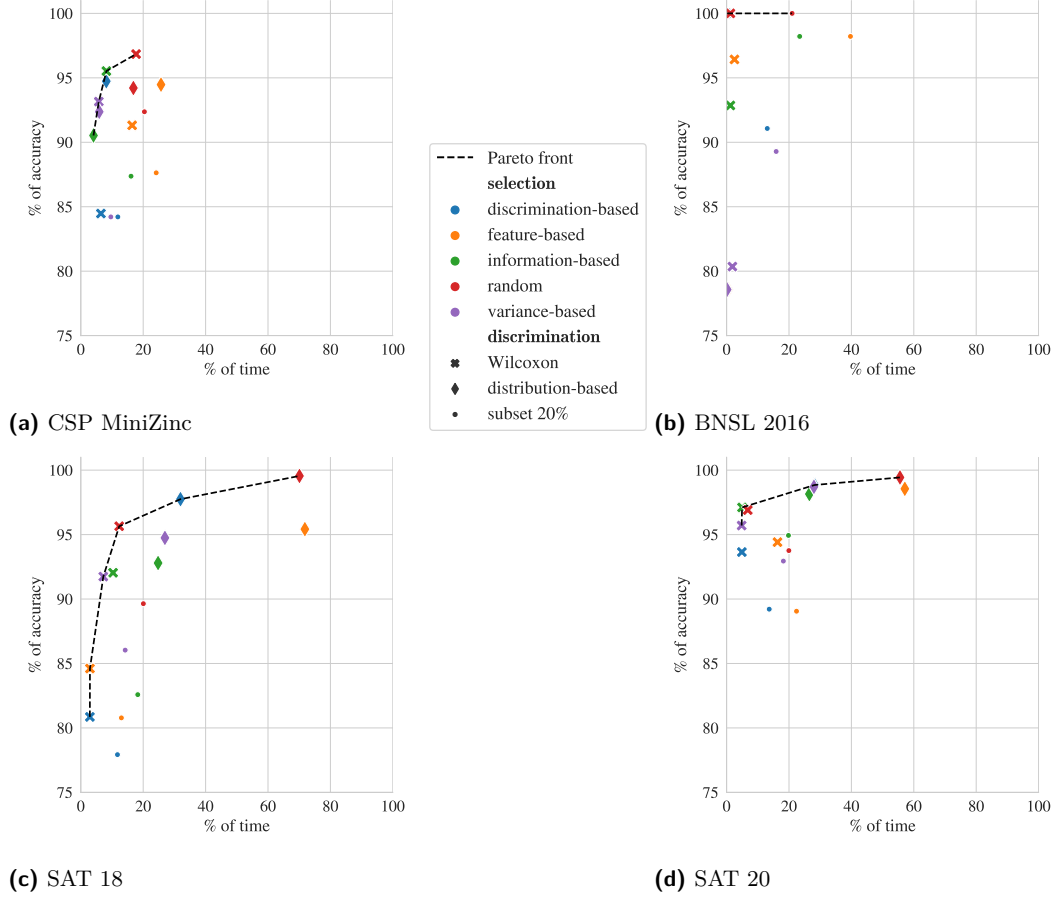 100
95
90
85
80
75
% of accuracy
0 20 40 60 80 100
% of time
(a) CSP MiniZinc
Pareto front
selection
discrimination-based
feature-based
information-based
random
variance-based
discrimination
Wilcoxon
distribution-based
subset 20%
100
95
90
85
80
75
% of accuracy
0 20 40 60 80 100
% of time
(b) BNSL 2016
100
95
90
85
80
75
% of accuracy
0 20 40 60 80 100
% of time
(c) SAT 18
100
95
90
85
80
75
% of accuracy
0 20 40 60 80 100
% of time
(d) SAT 20